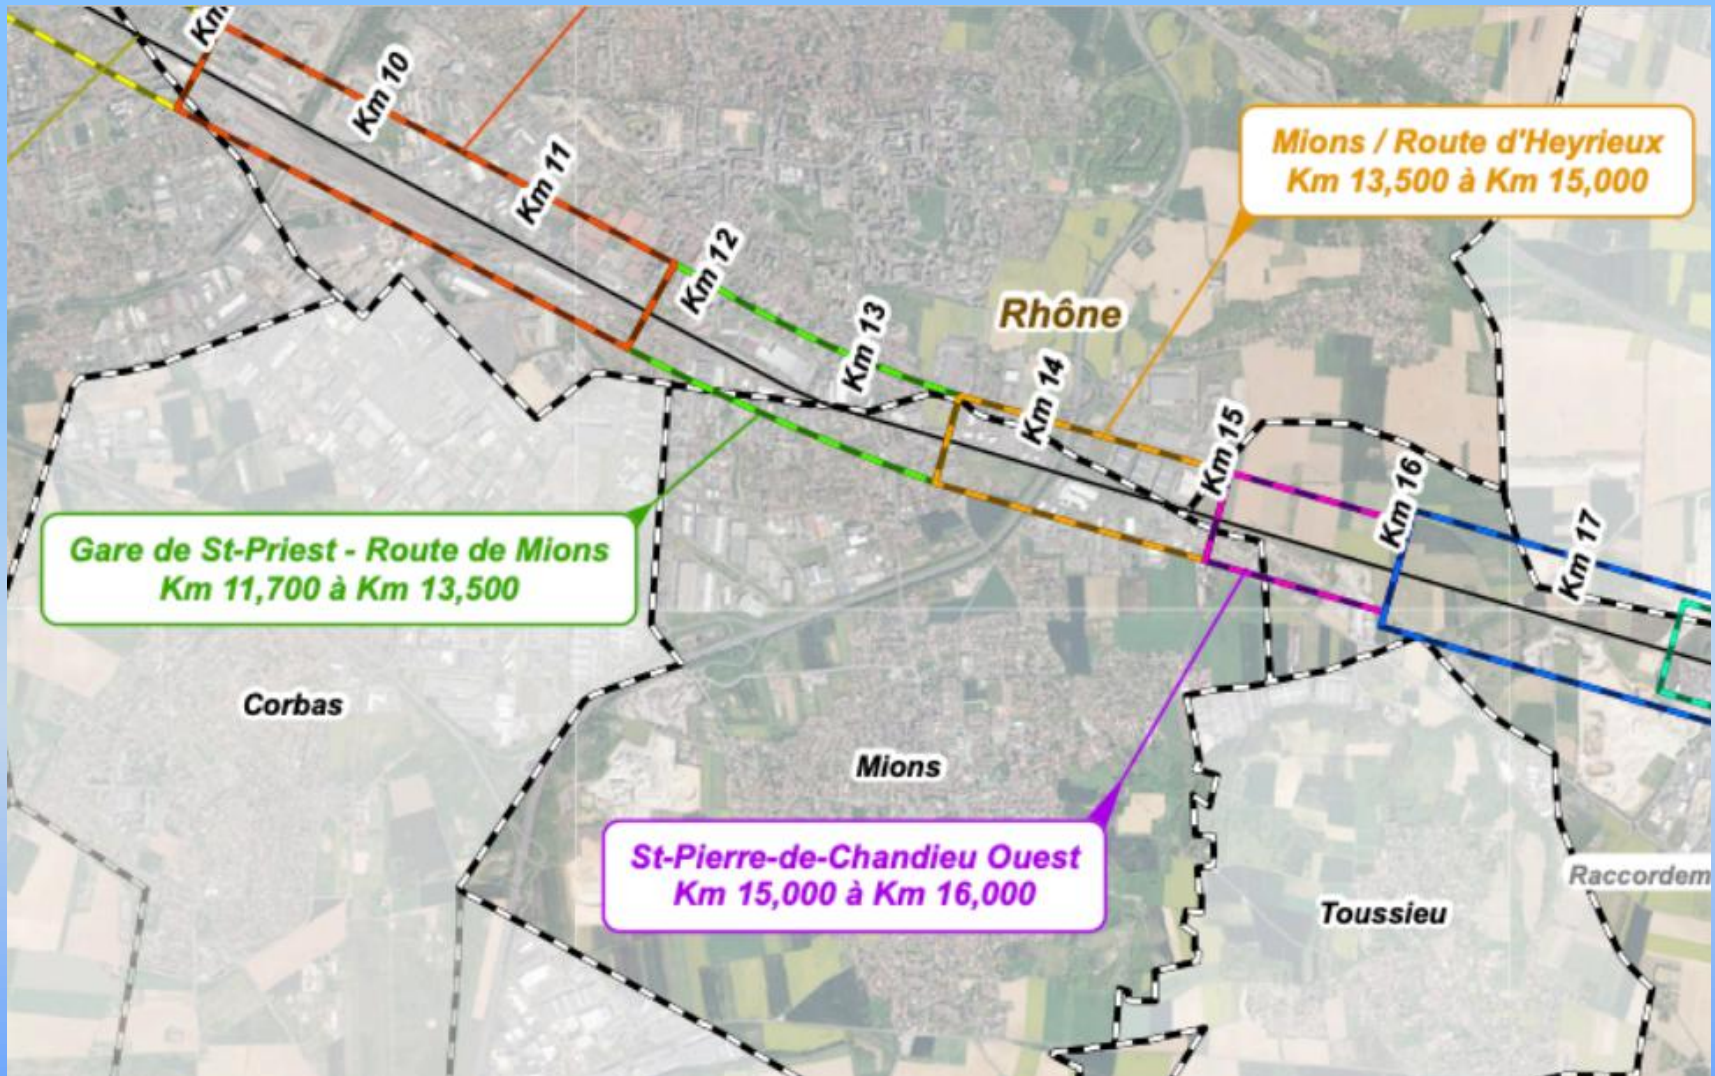 Km
Km 10
Km 11
Km 12
Km 13
Km 14
Km 15
Km 16
Km 17
Mions / Route d'Heyrieux
Km 13,500 à Km 15,000
Rhône
Gare de St-Priest - Route de Mions
Km 11,700 à Km 13,500
Corbas
Mions
St-Pierre-de-Chandieu Ouest
Km 15,000 à Km 16,000
Raccordem
Toussieu